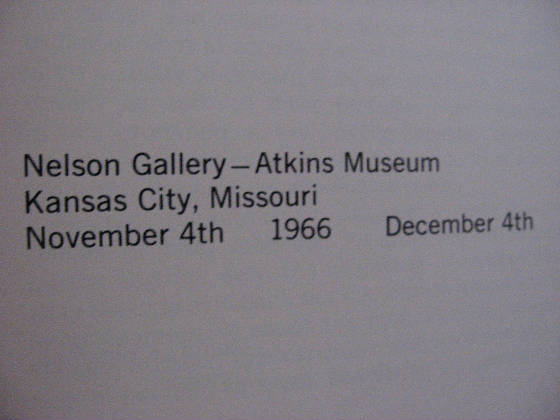 Nelson Gallery—Atkins Museum
Kansas City, Missouri
November 4th 1966 December 4th